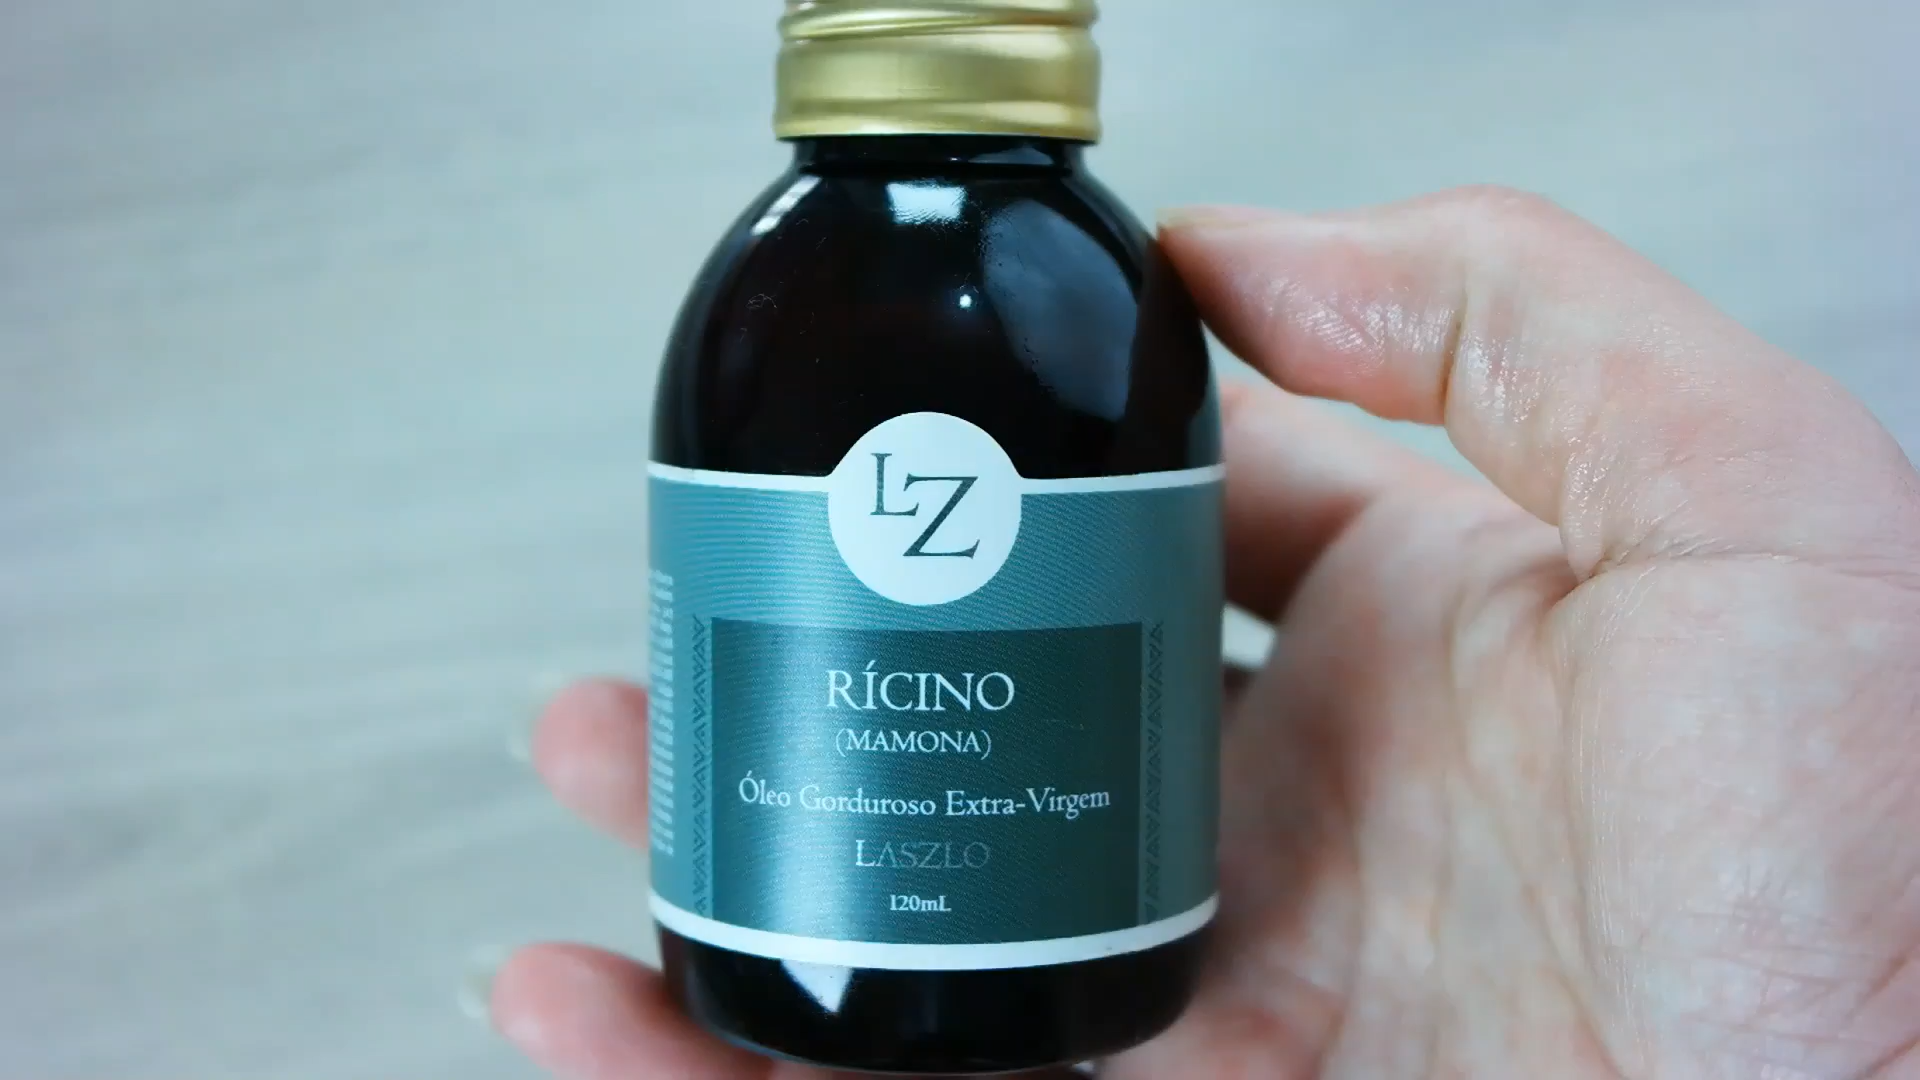 LZ
RÍCINO
(MAMONA)
Óleo Gorduroso Extra-Virgem
LASZLO
120mL